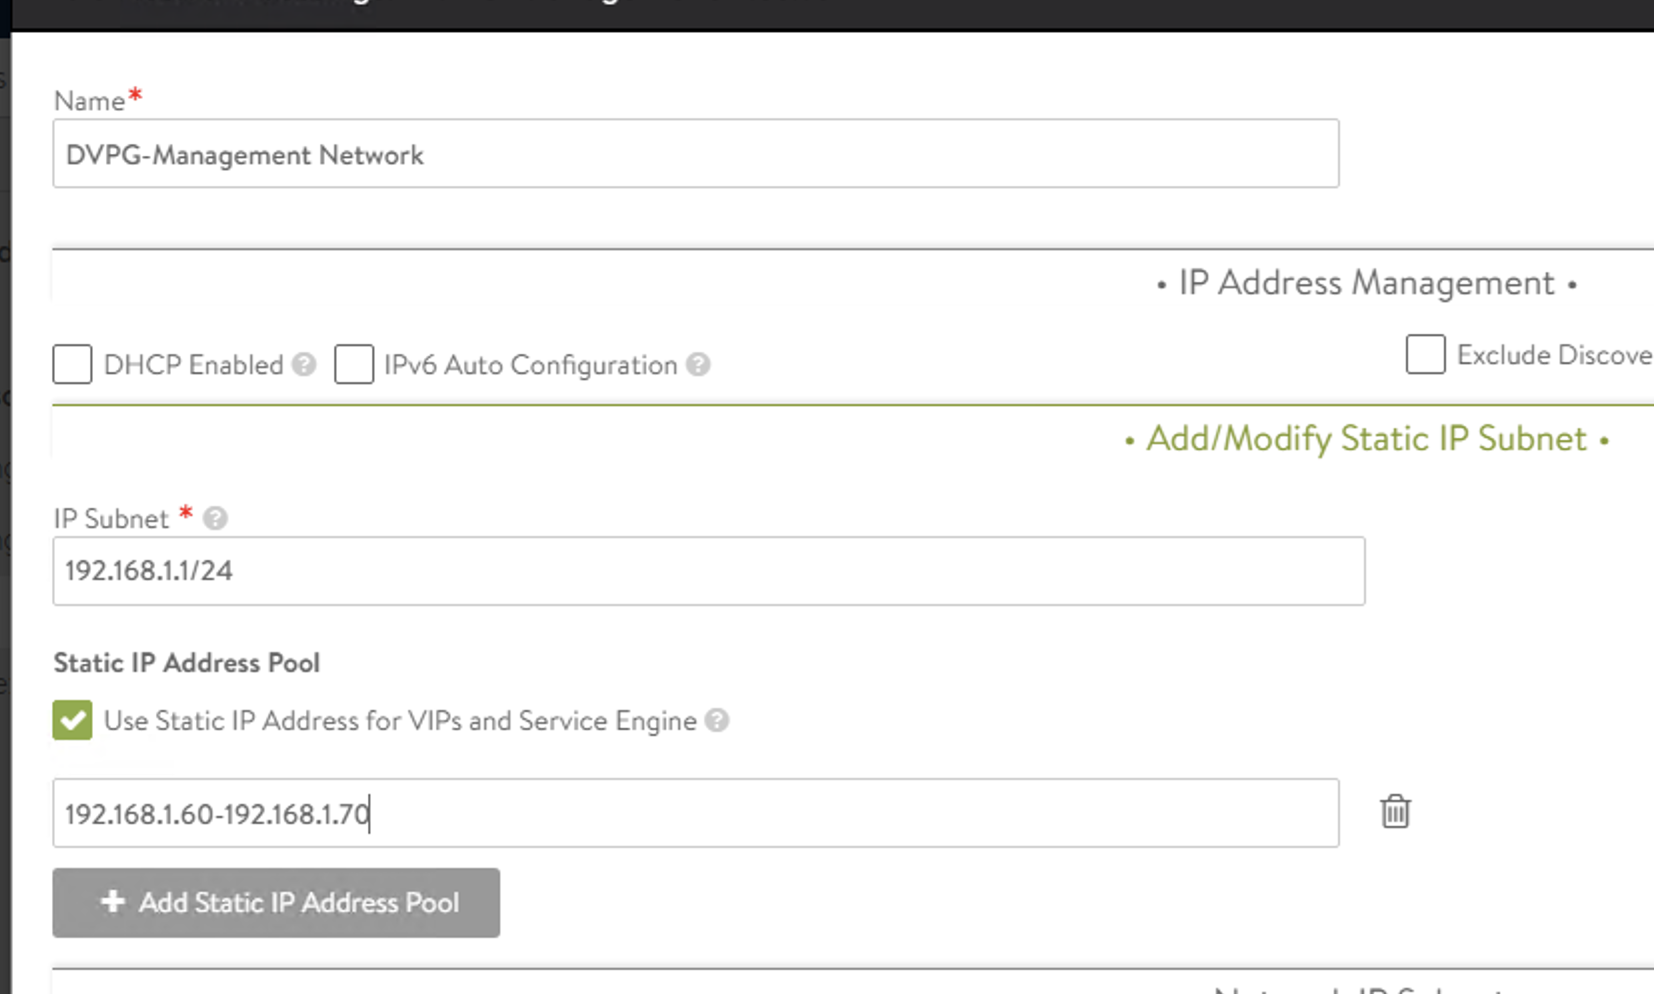 Name*
DVPG-Management Network
• IP Address Management •
DHCP Enabled ? IPv6 Auto Configuration ? Exclude Discove
• Add/Modify Static IP Subnet •
IP Subnet * ?
192.168.1.1/24
Static IP Address Pool
Use Static IP Address for VIPs and Service Engine ?
192.168.1.60-192.168.1.70
+ Add Static IP Address Pool